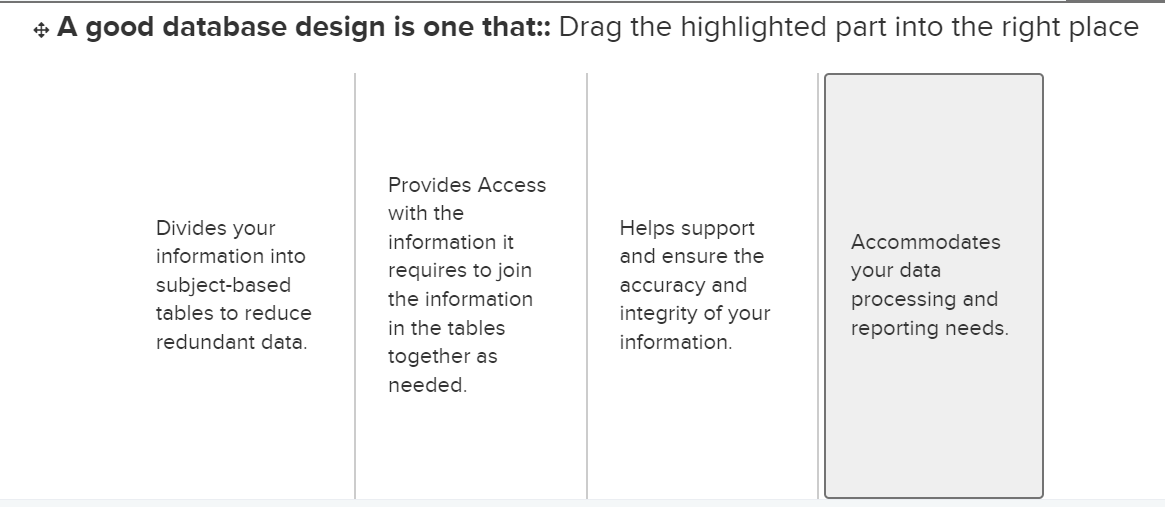 A good database design is one that:: Drag the highlighted part into the right place
Divides your
information into
subject-based
tables to reduce
redundant data.
Provides Access
with the
information it
requires to join
the information
in the tables
together as
needed.
Helps support
and ensure the
accuracy and
integrity of your
information.
Accommodates
your data
processing and
reporting needs.